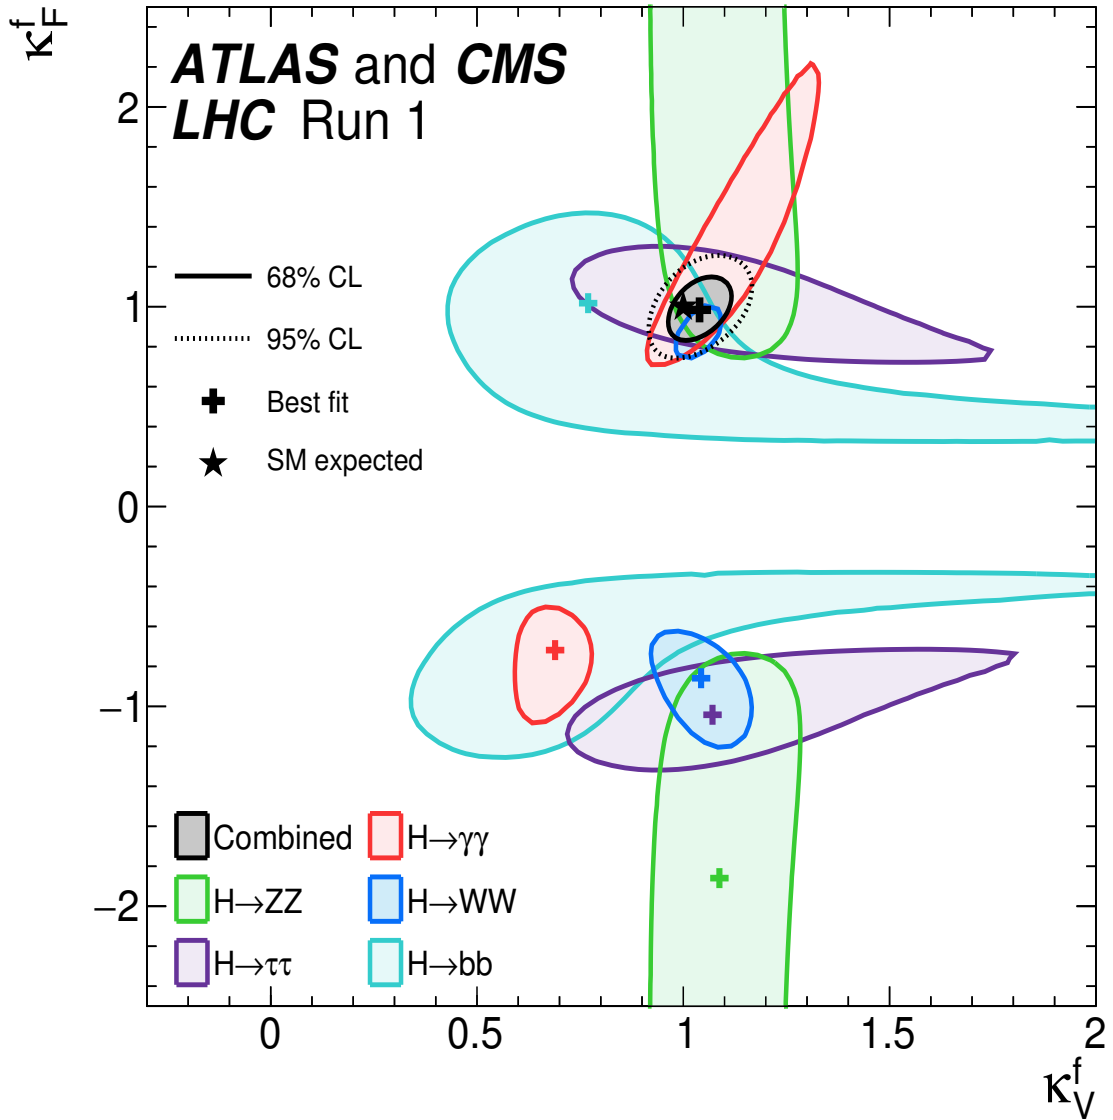 κ_F^f
2
1
0
−1
−2
ATLAS and CMS
LHC Run 1
68% CL
95% CL
Best fit
SM expected
Combined
H→γγ
H→ZZ
H→WW
H→ττ
H→bb
0
0.5
1
1.5
2
κ_V^f